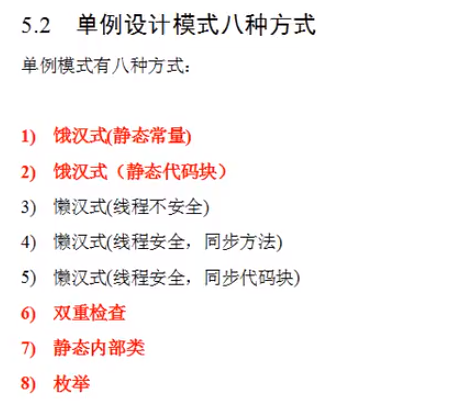 5.2 单例设计模式八种方式
单例模式有八种方式：
1) 饿汉式(静态常量)
2) 饿汉式（静态代码块）
3) 懒汉式(线程不安全)
4) 懒汉式(线程安全，同步方法)
5) 懒汉式(线程安全，同步代码块)
6) 双重检查
7) 静态内部类
8) 枚举